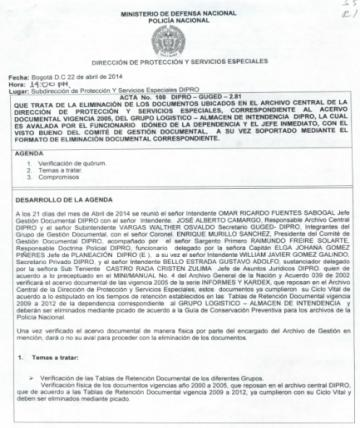 MINISTERIO DE DEFENSA NACIONAL
POLICÍA NACIONAL
DIRECCIÓN DE PROTECCIÓN Y SERVICIOS ESPECIALES
Fecha: Bogotá D.C 22 de abril de 2014
Hora: 14:00 PM
Lugar: Subdirección de Protección Y Servicios Especiales DIPRO
ACTA No. 100 DIPRO – GUGED – 2.81
QUE TRATA DE LA ELIMINACIÓN DE LOS DOCUMENTOS UBICADOS EN EL ARCHIVO CENTRAL DE LA
DIRECCIÓN DE PROTECCIÓN Y SERVICIOS ESPECIALES, CORRESPONDIENTE AL ACERVO
DOCUMENTAL VIGENCIA 2005, DEL GRUPO LOGISTICO – ALMACEN DE INTENDENCIA DIPRO, LA CUAL
ES AVALADA POR EL FUNCIONARIO IDÓNEO DE LA DEPENDENCIA Y EL JEFE INMEDIATO, CON EL
VISTO BUENO DEL COMITÉ DE GESTIÓN DOCUMENTAL, A SU VEZ SOPORTADO MEDIANTE EL
FORMATO DE ELIMINACIÓN DOCUMENTAL CORRESPONDIENTE.
AGENDA
1. Verificación de quórum.
2. Temas a tratar:
3. Compromisos
DESARROLLO DE LA AGENDA
A los 21 días del mes de Abril de 2014 se reunió el señor Intendente OMAR RICARDO FUENTES SABOGAL Jefe
Gestión Documental DIPRO con el señor Intendente. JOSÉ ALBERTO CAMARGO, Responsable Archivo Central
DIPRO y el señor Subintendente VARGAS WALTHER OSVALDO Secretario GUGED- DIPRO, Integrantes del
Grupo de Gestión Documental, con el señor Coronel. ENRIQUE MURILLO SANCHEZ, Presidente del Comité de
Gestión Documental DIPRO, acompañado por el señor Sargento Primero RAIMUNDO FREIRE SOLARTE,
Responsable Doctrina Policial DIPRO, funcionario delegado por la señora Capitán ELGA JOHANA GOMEZ
PIÑERES Jefe de PLANEACIÓN DIPRO (E), a su vez el señor Intendente WILLIAM JAVIER GOMEZ GALINDO
Secretario Privado DIPRO, y el señor Intendente BELLO ESTRADA GUSTAVO ADOLFO, sustanciador delegado
por la señora Sub Teniente CASTRO RADA CRISTEN ZULIMA Jefe de Asuntos Jurídicos DIPRO quien de
acuerdo a lo preceptuado en el MINI/MANUAL No. 4 del Archivo General de la Nación y Acuerdo 039 de 2002
verificará el acervo documental de las vigencias 2005 de la serie INFORMES Y KARDEX, que reposan en el Archivo
Central de la Dirección de Protección y Servicios Especiales, estos documentos ya cumplieron su Ciclo Vital de
acuerdo a lo estipulado en los tiempos de retención establecidos en las Tablas de Retención Documental vigencia
2009 a 2012 de la dependencia correspondiente al GRUPO LOGISTICO – ALMACEN DE INTENDENCIA y
deberán ser eliminados mediante picado de acuerdo a la Guía de Conservación Preventiva para los archivos de la
Policía Nacional.
Una vez verificado el acervo documental de manera física por parte del encargado del Archivo de Gestión en
mención, dará o no su aval para proceder con la eliminación de los documentos.
1. Temas a tratar:
Verificación de las Tablas de Retención Documental de los diferentes Grupos.
Verificación física de los documentos vigencias año 2000 a 2005, que reposan en el archivo central DIPRO,
que de acuerdo a las Tablas de Retención Documental vigencia 2009 a 2012, ya cumplieron con su Ciclo Vital y
deben ser eliminados mediante picado.